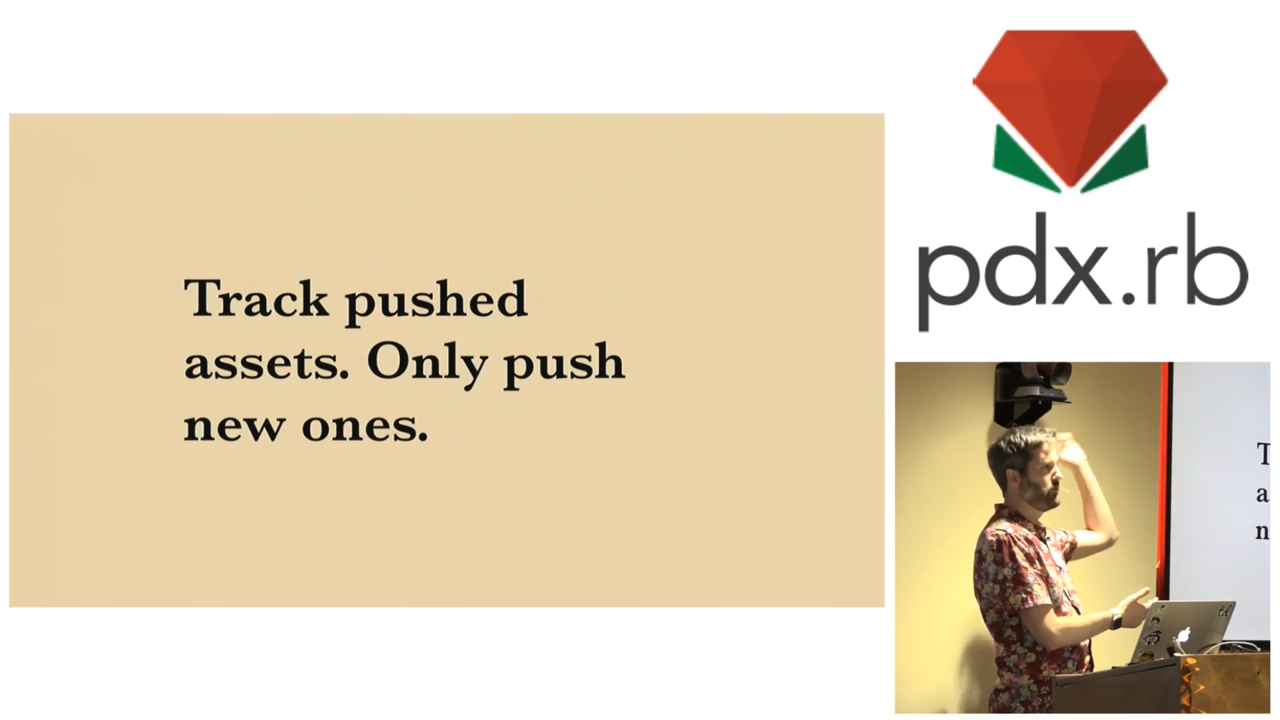 Track pushed
assets. Only push
new ones.
pdx.rb
T
a
n